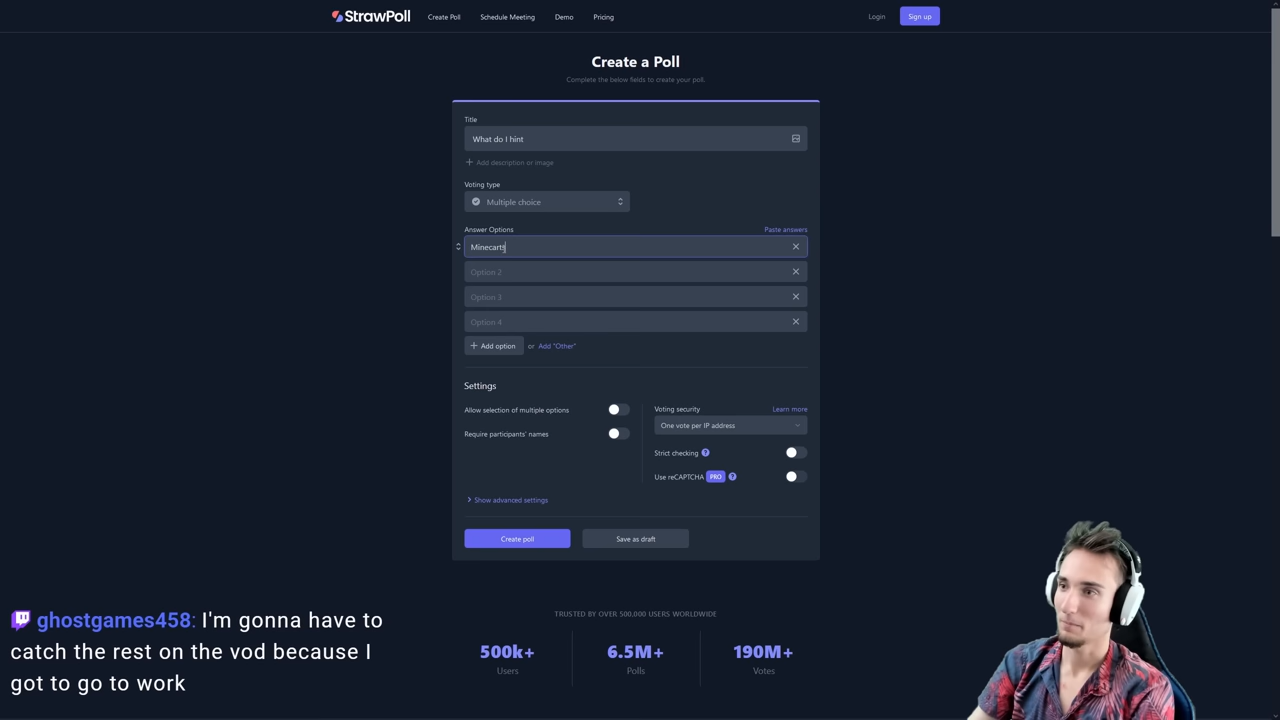 StrawPoll Create Poll Schedule Meeting Demo Pricing Login Sign up
Create a Poll
Complete the below fields to create your poll.
Title
What do I hint
Add description or image
Voting type
Multiple choice
Answer Options Paste answers
Minecarts
Option 2
Option 3
Option 4
Add option or Add "Other"
Settings
Allow selection of multiple options
Require participants' names
Voting security Learn more
One vote per IP address
Strict checking ?
Use reCAPTCHA PRO ?
Show advanced settings
Create poll Save as draft
TRUSTED BY OVER 500,000 USERS WORLDWIDE
500k+ 6.5M+ 190M+
Users Polls Votes
ghostgames458: I'm gonna have to
catch the rest on the vod because I
got to go to work